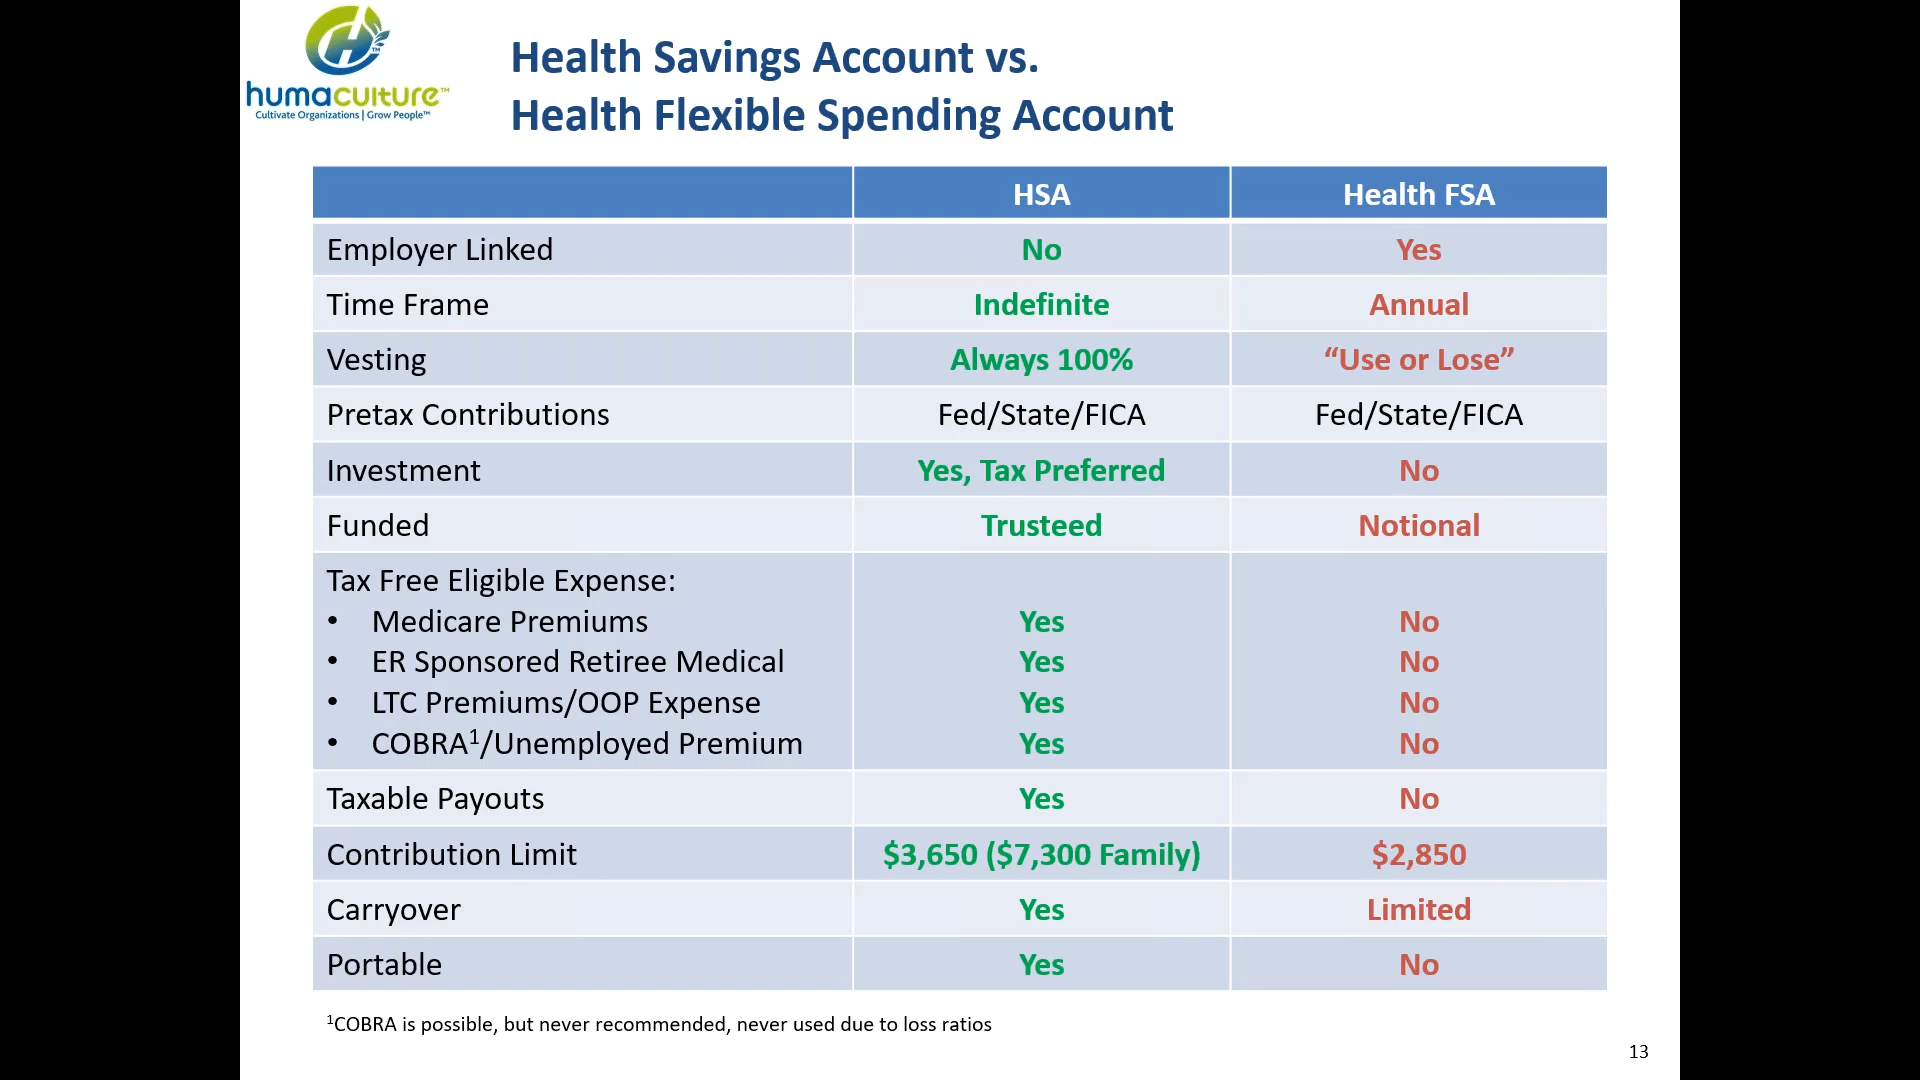 humaculture™
Cultivate Organizations | Grow People™
Health Savings Account vs.
Health Flexible Spending Account
HSA Health FSA
Employer Linked No Yes
Time Frame Indefinite Annual
Vesting Always 100% “Use or Lose”
Pretax Contributions Fed/State/FICA Fed/State/FICA
Investment Yes, Tax Preferred No
Funded Trusteed Notional
Tax Free Eligible Expense:
• Medicare Premiums Yes No
• ER Sponsored Retiree Medical Yes No
• LTC Premiums/OOP Expense Yes No
• COBRA¹/Unemployed Premium Yes No
Taxable Payouts Yes No
Contribution Limit $3,650 ($7,300 Family) $2,850
Carryover Yes Limited
Portable Yes No
¹COBRA is possible, but never recommended, never used due to loss ratios
13